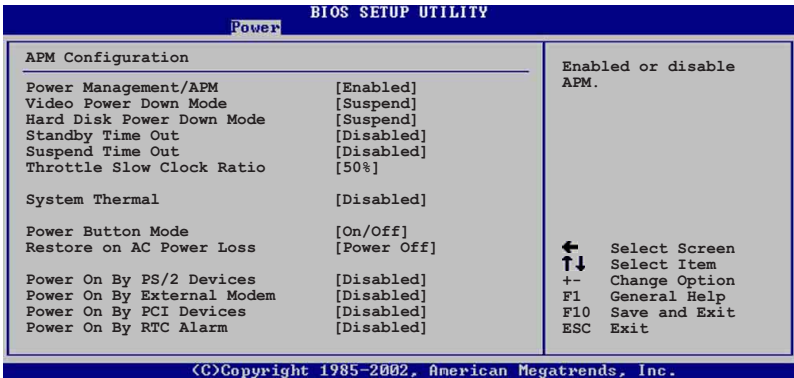 BIOS SETUP UTILITY
Power
APM Configuration
Power Management/APM [Enabled]
Video Power Down Mode [Suspend]
Hard Disk Power Down Mode [Suspend]
Standby Time Out [Disabled]
Suspend Time Out [Disabled]
Throttle Slow Clock Ratio [50%]
System Thermal [Disabled]
Power Button Mode [On/Off]
Restore on AC Power Loss [Power Off]
Power On By PS/2 Devices [Disabled]
Power On By External Modem [Disabled]
Power On By PCI Devices [Disabled]
Power On By RTC Alarm [Disabled]
Enabled or disable
APM.
← Select Screen
↑↓ Select Item
+- Change Option
F1 General Help
F10 Save and Exit
ESC Exit
(C)Copyright 1985-2002, American Megatrends, Inc.